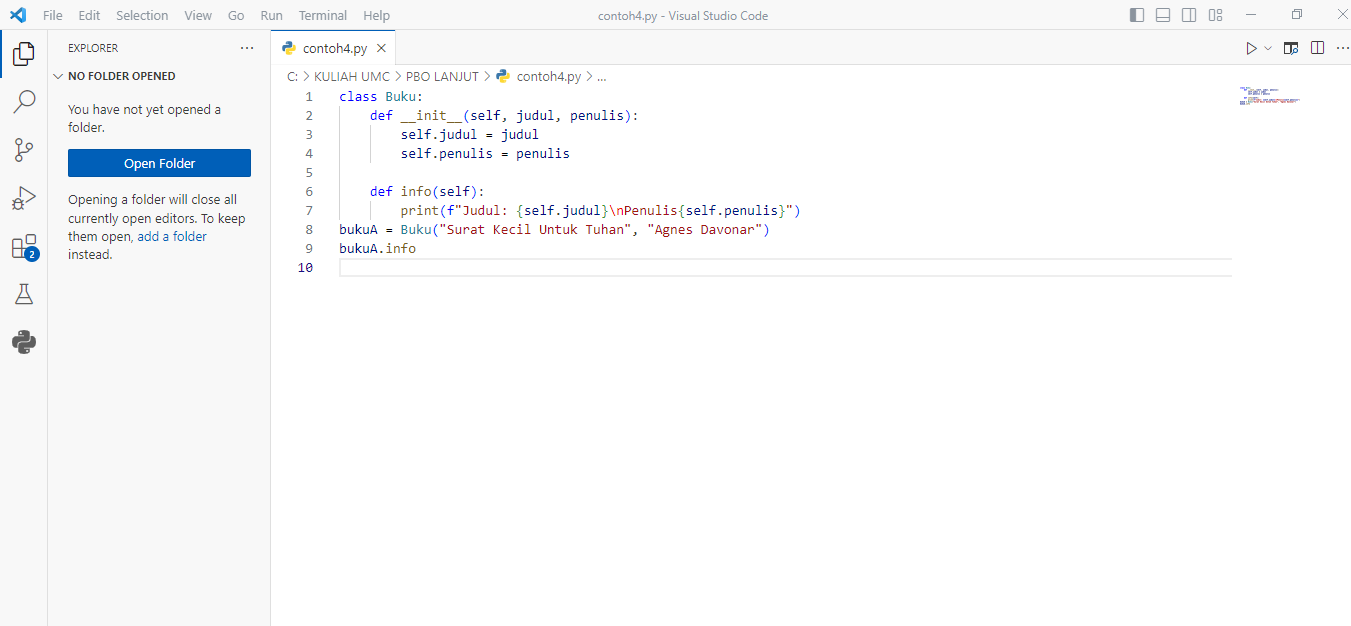 File Edit Selection View Go Run Terminal Help contoh4.py - Visual Studio Code
EXPLORER
NO FOLDER OPENED
You have not yet opened a
folder.
Open Folder
Opening a folder will close all
currently open editors. To keep
them open, add a folder
instead.
2
contoh4.py
C: > KULIAH UMC > PBO LANJUT > contoh4.py > ...
1 class Buku:
2     def __init__(self, judul, penulis):
3         self.judul = judul
4         self.penulis = penulis
5
6     def info(self):
7         print(f"Judul: {self.judul}\nPenulis{self.penulis}")
8 bukuA = Buku("Surat Kecil Untuk Tuhan", "Agnes Davonar")
9 bukuA.info
10